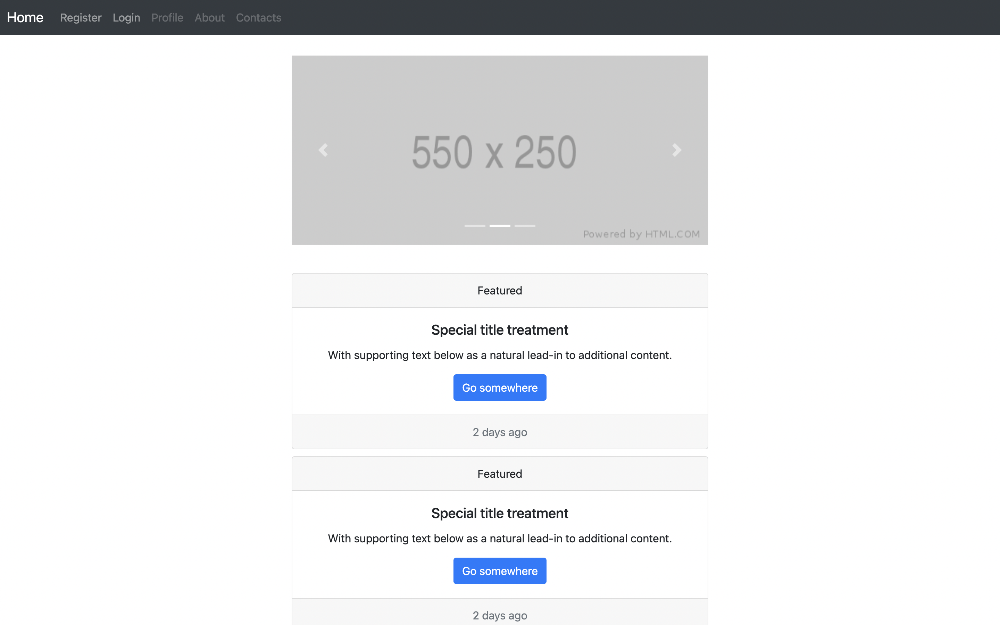 Home Register Login Profile About Contacts
550 x 250
Powered by HTML.COM
Featured
Special title treatment
With supporting text below as a natural lead-in to additional content.
Go somewhere
2 days ago
Featured
Special title treatment
With supporting text below as a natural lead-in to additional content.
Go somewhere
2 days ago